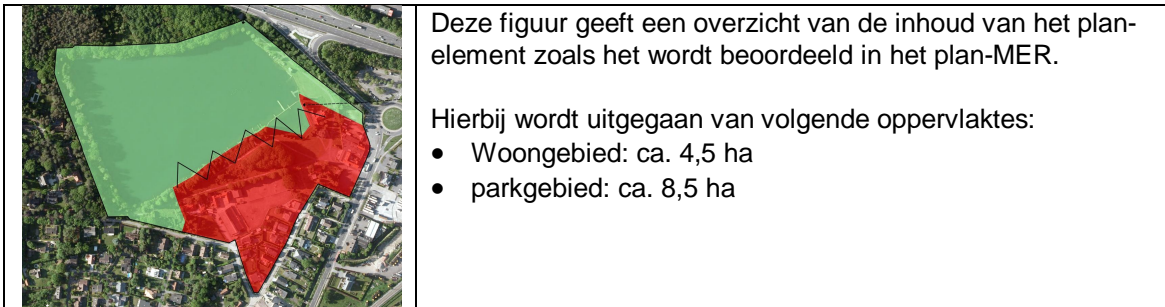 Deze figuur geeft een overzicht van de inhoud van het plan-
element zoals het wordt beoordeeld in het plan-MER.
Hierbij wordt uitgegaan van volgende oppervlaktes:
• Woongebied: ca. 4,5 ha
• parkgebied: ca. 8,5 ha